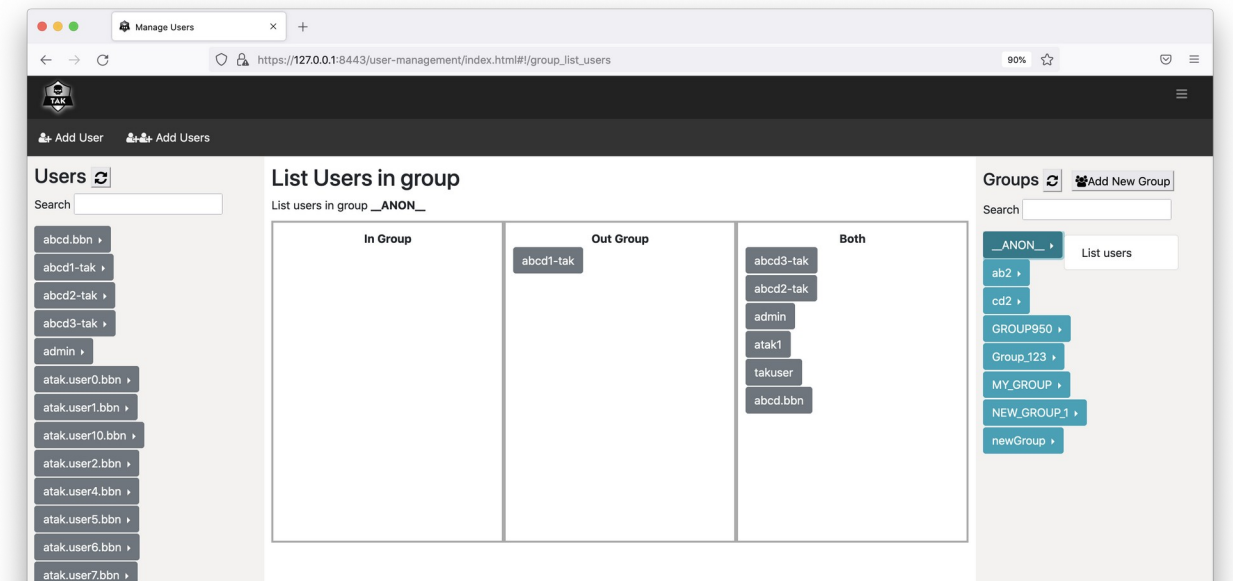 Manage Users
https://127.0.0.1:8443/user-management/index.html#!/group_list_users
90%
TAK
Add User
Add Users
Users
Search
abcd.bbn
abcd1-tak
abcd2-tak
abcd3-tak
admin
atak.user0.bbn
atak.user1.bbn
atak.user10.bbn
atak.user2.bbn
atak.user4.bbn
atak.user5.bbn
atak.user6.bbn
atak.user7.bbn
List Users in group
List users in group __ANON__
In Group
Out Group
abcd1-tak
Both
abcd3-tak
abcd2-tak
admin
atak1
takuser
abcd.bbn
Groups
Add New Group
Search
__ANON__
List users
ab2
cd2
GROUP950
Group_123
MY_GROUP
NEW_GROUP_1
newGroup